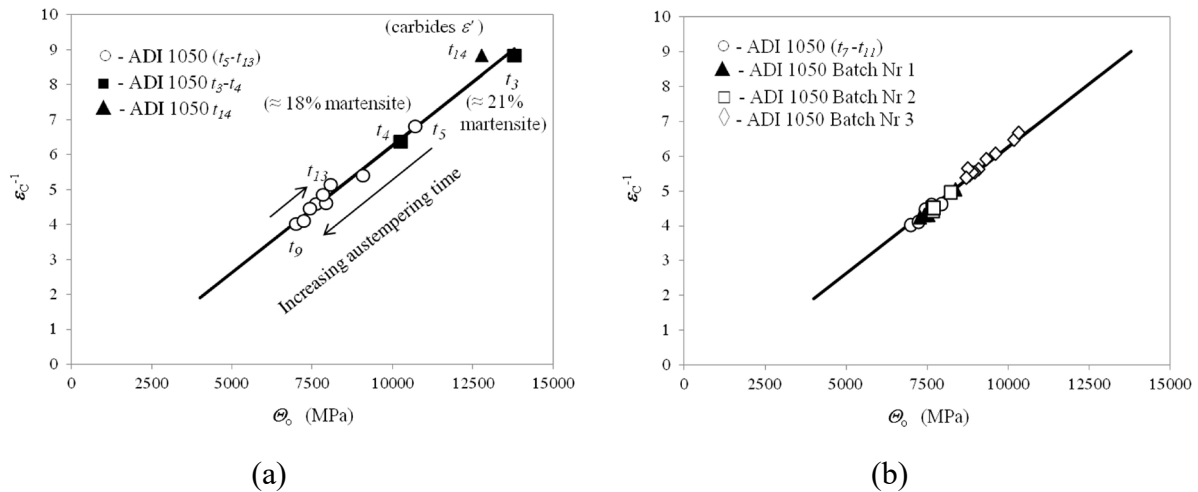 (carbides ε')
○ - ADI 1050 (t5-t13)
■ - ADI 1050 t3-t4
▲ - ADI 1050 t14
t14
t3
(≈ 18% martensite)
(≈ 21%
martensite)
t4
t5
t13
t9
Increasing austempering time
εC-1
10
9
8
7
6
5
4
3
2
1
0
0
2500
5000
7500
10000
12500
15000
Θo (MPa)
(a)
○ - ADI 1050 (t7-t11)
▲ - ADI 1050 Batch Nr 1
□ - ADI 1050 Batch Nr 2
◇ - ADI 1050 Batch Nr 3
εC-1
10
9
8
7
6
5
4
3
2
1
0
0
2500
5000
7500
10000
12500
15000
Θo (MPa)
(b)